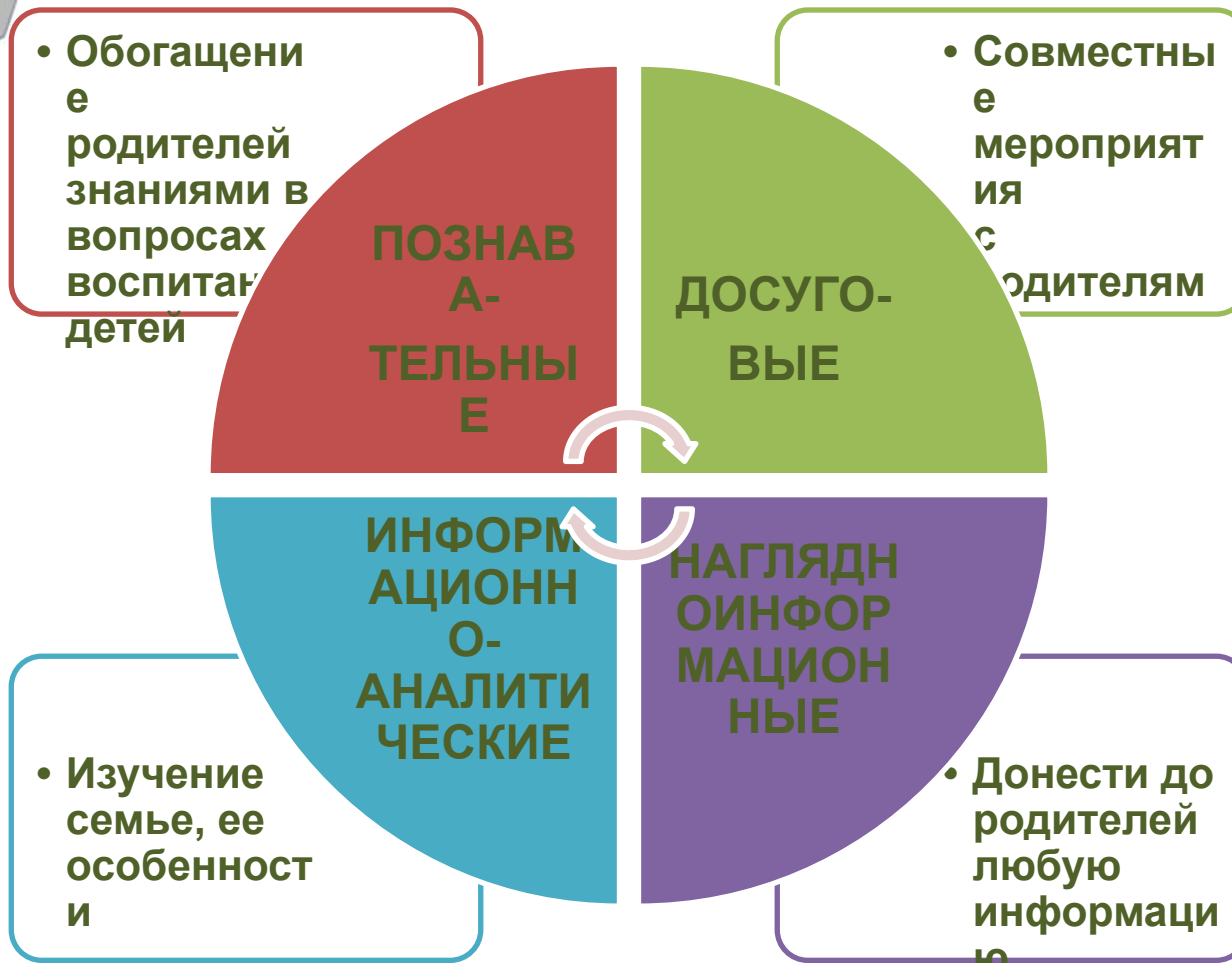 • Обогащени
е
родителей
знаниями в
вопросах
воспитан
детей
ПОЗНАВ
А-
ТЕЛЬНЫ
Е
• Совместны
е
мероприят
ия
с
родителям
ДОСУГО-
ВЫЕ
ИНФОРМ
АЦИОНН
О-
АНАЛИТИ
ЧЕСКИЕ
НАГЛЯДН
ОИНФОР
МАЦИОН
НЫЕ
• Изучение
семье, ее
особенност
и
• Донести до
родителей
любую
информаци
ю